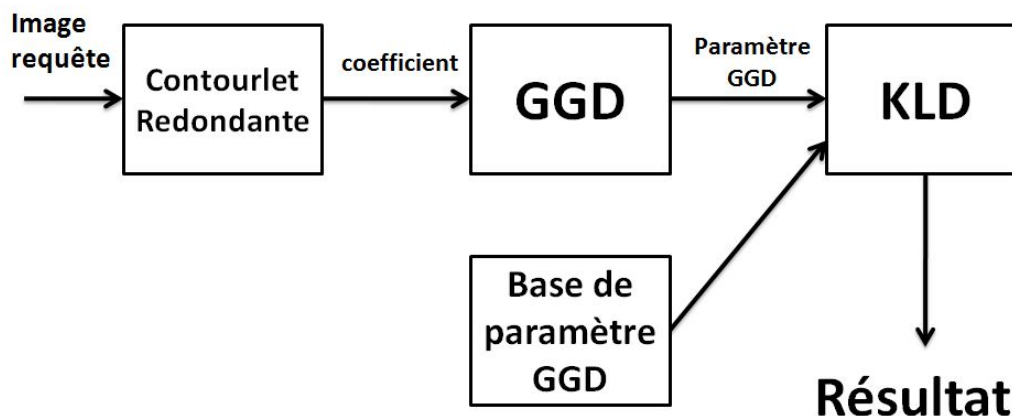 Image
requête
Contourlet
Redondante
coefficient
GGD
Paramètre
GGD
KLD
Base de
paramètre
GGD
Résultat